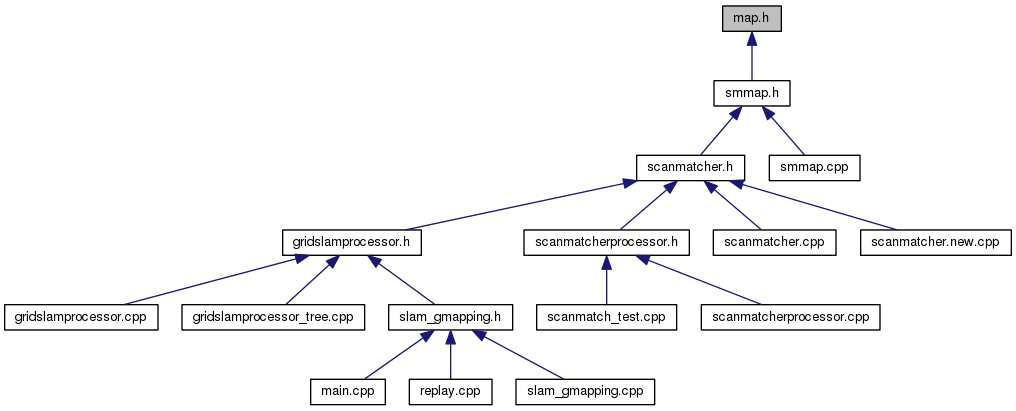 map.h
smmap.h
scanmatcher.h
smmap.cpp
gridslamprocessor.h
scanmatcherprocessor.h
scanmatcher.cpp
scanmatcher.new.cpp
gridslamprocessor.cpp
gridslamprocessor_tree.cpp
slam_gmapping.h
scanmatch_test.cpp
scanmatcherprocessor.cpp
main.cpp
replay.cpp
slam_gmapping.cpp